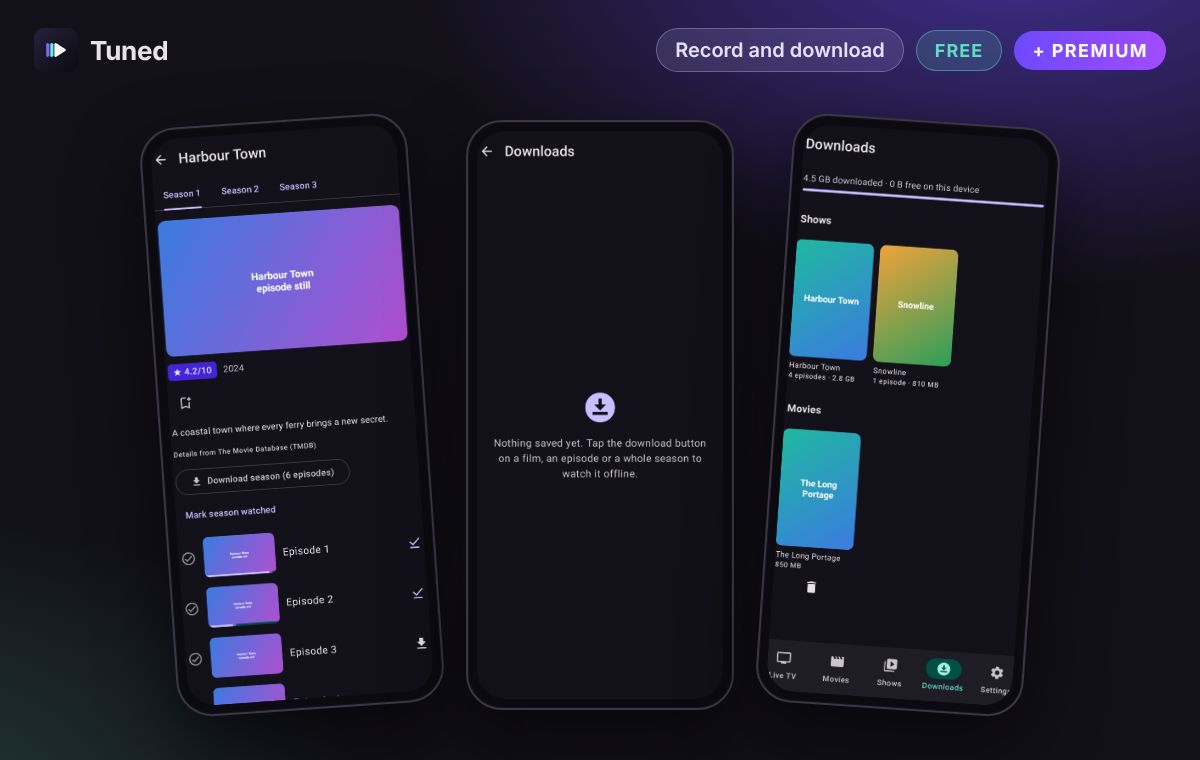 Tuned
Record and download
FREE
+ PREMIUM
Harbour Town
Season 1
Season 2
Season 3
Harbour Town
episode still
★ 4.2/10
2024
A coastal town where every ferry brings a new secret.
Details from The Movie Database (TMDB)
Download season (6 episodes)
Mark season watched
Episode 1
Episode 2
Episode 3
Downloads
Nothing saved yet. Tap the download button
on a film, an episode or a whole season to
watch it offline.
Downloads
4.5 GB downloaded · 0 B free on this device
Shows
Harbour Town
Snowline
Harbour Town
4 episodes · 2.8 GB
Snowline
1 episode · 810 MB
Movies
The Long
Portage
The Long Portage
850 MB
Live TV
Movies
Shows
Downloads
Settings